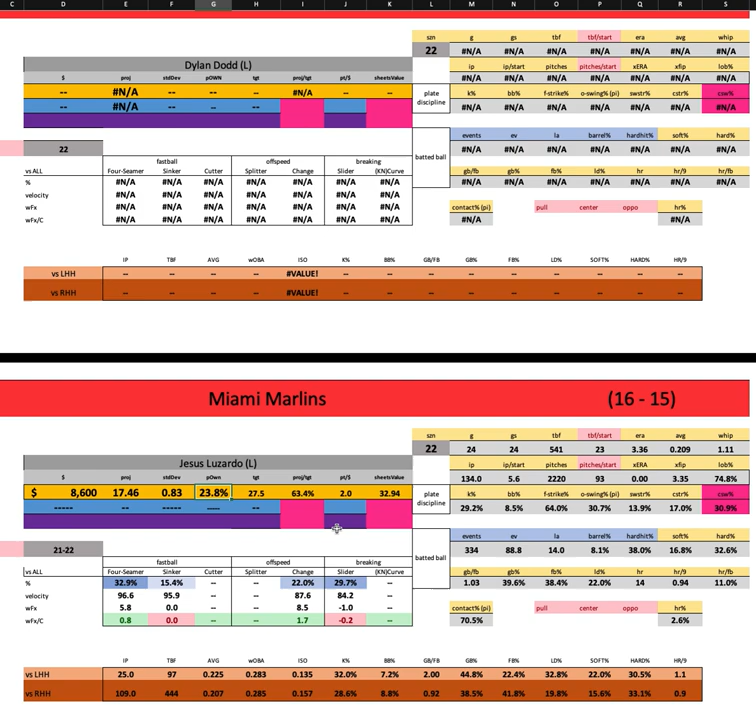 C D E F G H I J K L M N O P Q R S
szn g gs tbf tbf/start era avg whip
22 #N/A #N/A #N/A #N/A #N/A #N/A #N/A
Dylan Dodd (L) ip ip/start pitches pitches/start xERA xfip lob%
$ proj stdDev pOWN tgt proj/tgt pt/$ sheetsValue #N/A #N/A #N/A #N/A #N/A #N/A #N/A
-- #N/A -- -- -- #N/A -- -- plate discipline k% bb% f-strike% o-swing% (pi) swstr% cstr% csw%
-- #N/A -- -- -- #N/A #N/A #N/A #N/A #N/A #N/A #N/A
batted ball events ev la barrel% hardhit% soft% hard%
22 #N/A #N/A #N/A #N/A #N/A #N/A #N/A
fastball offspeed breaking
vs ALL Four-Seamer Sinker Cutter Splitter Change Slider (KN)Curve gb/fb gb% fb% ld% hr hr/9 hr/fb
% #N/A #N/A #N/A #N/A #N/A #N/A #N/A #N/A #N/A #N/A #N/A #N/A #N/A #N/A
velocity #N/A #N/A #N/A #N/A #N/A #N/A #N/A
wFx #N/A #N/A #N/A #N/A #N/A #N/A #N/A contact% (pi) pull center oppo hr%
wFx/C #N/A #N/A #N/A #N/A #N/A #N/A #N/A #N/A #N/A
IP TBF AVG wOBA ISO K% BB% GB/FB GB% FB% LD% SOFT% HARD% HR/9
vs LHH -- -- -- -- #VALUE! -- -- -- -- -- -- -- -- --
vs RHH -- -- -- -- #VALUE! -- -- -- -- -- -- -- -- --
Miami Marlins (16 - 15)
szn g gs tbf tbf/start era avg whip
22 24 24 541 23 3.36 0.209 1.11
Jesus Luzardo (L) ip ip/start pitches pitches/start xERA xfip lob%
$ proj stdDev pOwn tgt proj/tgt pt/$ sheetsValue 134.0 5.6 2220 93 0.00 3.35 74.8%
$ 8,600 17.46 0.83 23.8% 27.5 63.4% 2.0 32.94 plate discipline k% bb% f-strike% o-swing% (pi) swstr% cstr% csw%
----- -- ----- -- -- 29.2% 8.5% 64.0% 30.7% 13.9% 17.0% 30.9%
batted ball events ev la barrel% hardhit% soft% hard%
21-22 334 88.8 14.0 8.1% 38.0% 16.8% 32.6%
fastball offspeed breaking
vs ALL Four-Seamer Sinker Cutter Splitter Change Slider (KN)Curve gb/fb gb% fb% ld% hr hr/9 hr/fb
% 32.9% 15.4% -- -- 22.0% 29.7% -- 1.03 39.6% 38.4% 22.0% 14 0.94 11.0%
velocity 96.6 95.9 -- -- 87.6 84.2 --
wFx 5.8 0.0 -- -- 8.5 -1.0 -- contact% (pi) pull center oppo hr%
wFx/C 0.8 0.0 -- -- 1.7 -0.2 -- 70.5% 2.6%
IP TBF AVG wOBA ISO K% BB% GB/FB GB% FB% LD% SOFT% HARD% HR/9
vs LHH 25.0 97 0.225 0.283 0.135 32.0% 7.2% 2.00 44.8% 22.4% 32.8% 22.0% 30.5% 1.1
vs RHH 109.0 444 0.207 0.285 0.157 28.6% 8.8% 0.92 38.5% 41.8% 19.8% 15.6% 33.1% 0.9